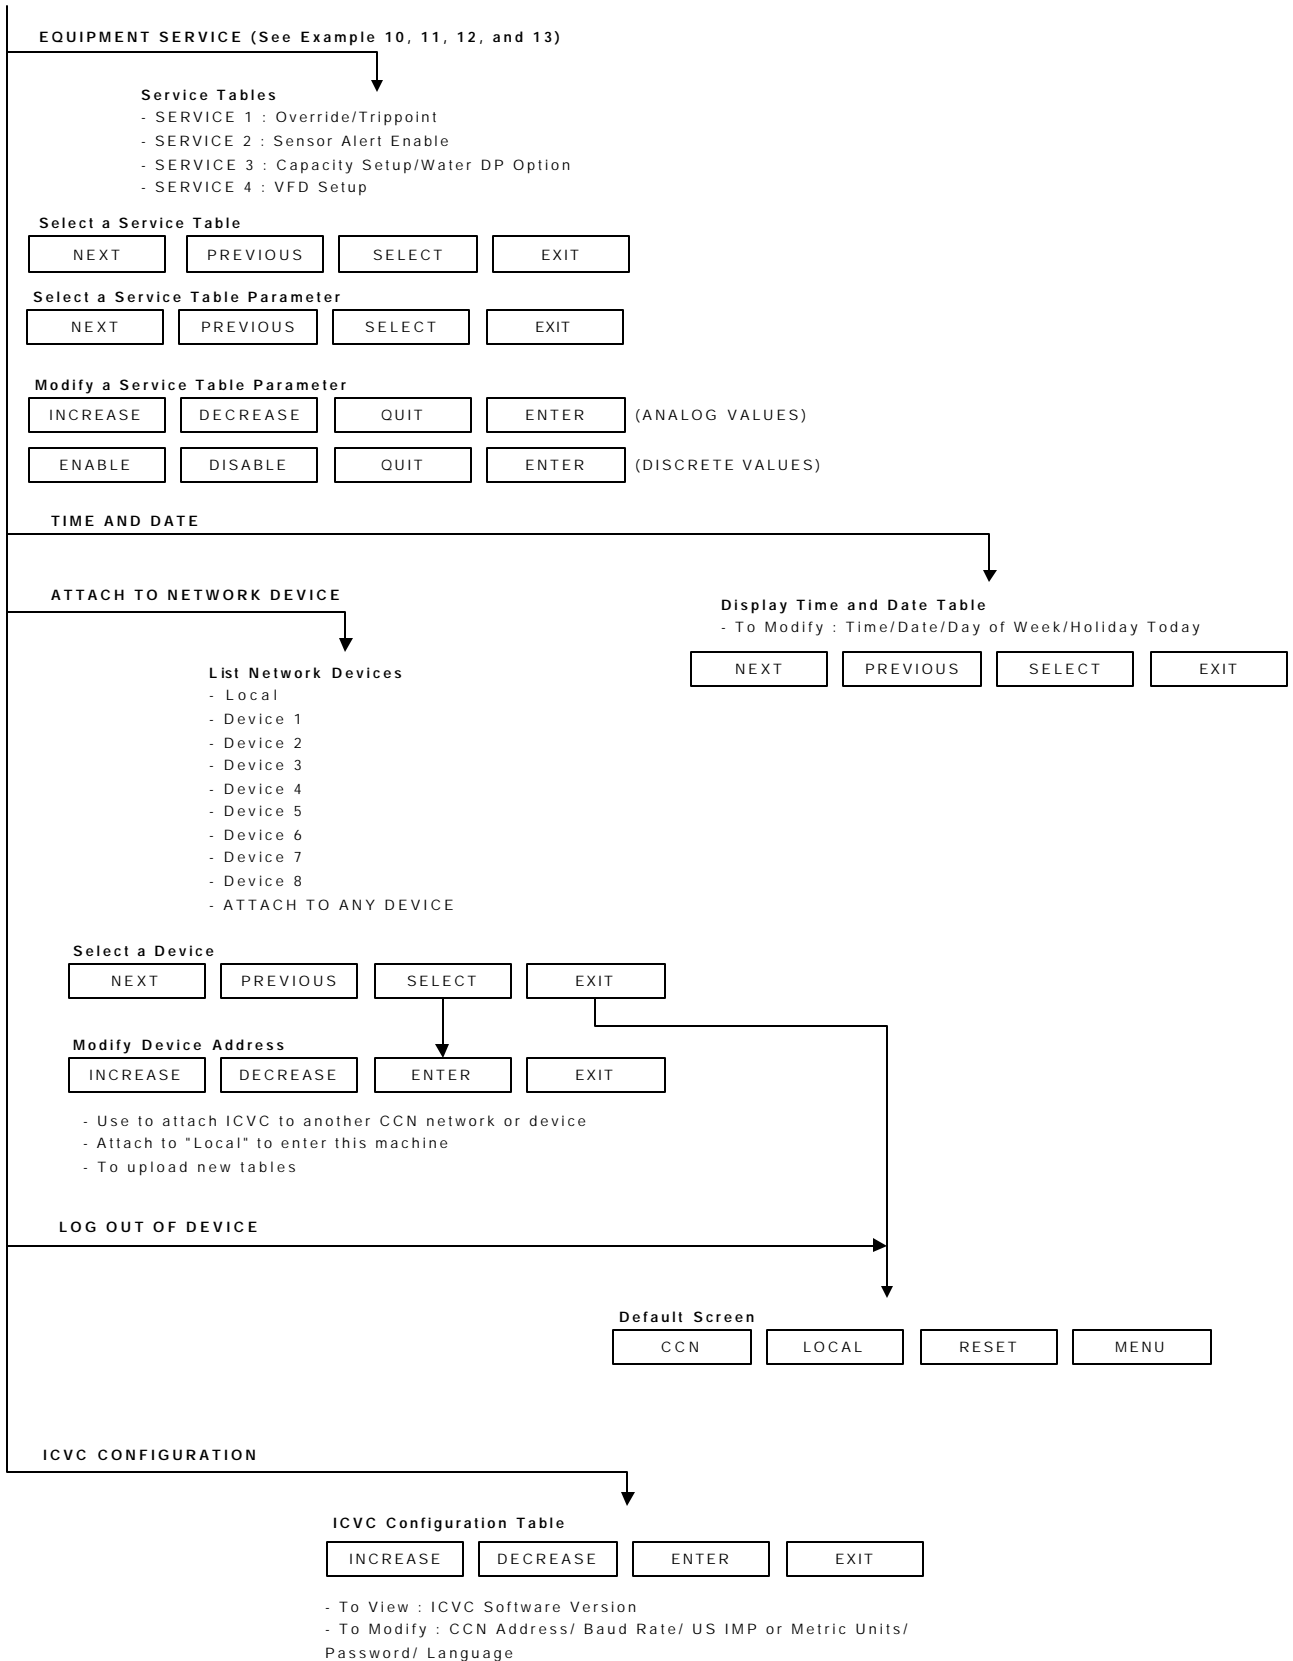 EQUIPMENT SERVICE (See Example 10, 11, 12, and 13)
Service Tables
- SERVICE 1 : Override/Trippoint
- SERVICE 2 : Sensor Alert Enable
- SERVICE 3 : Capacity Setup/Water DP Option
- SERVICE 4 : VFD Setup
Select a Service Table
NEXT PREVIOUS SELECT EXIT
Select a Service Table Parameter
NEXT PREVIOUS SELECT EXIT
Modify a Service Table Parameter
INCREASE DECREASE QUIT ENTER (ANALOG VALUES)
ENABLE DISABLE QUIT ENTER (DISCRETE VALUES)
TIME AND DATE
Display Time and Date Table
- To Modify : Time/Date/Day of Week/Holiday Today
NEXT PREVIOUS SELECT EXIT
ATTACH TO NETWORK DEVICE
List Network Devices
- Local
- Device 1
- Device 2
- Device 3
- Device 4
- Device 5
- Device 6
- Device 7
- Device 8
- ATTACH TO ANY DEVICE
Select a Device
NEXT PREVIOUS SELECT EXIT
Modify Device Address
INCREASE DECREASE ENTER EXIT
- Use to attach ICVC to another CCN network or device
- Attach to "Local" to enter this machine
- To upload new tables
LOG OUT OF DEVICE
Default Screen
CCN LOCAL RESET MENU
ICVC CONFIGURATION
ICVC Configuration Table
INCREASE DECREASE ENTER EXIT
- To View : ICVC Software Version
- To Modify : CCN Address/ Baud Rate/ US IMP or Metric Units/
Password/ Language